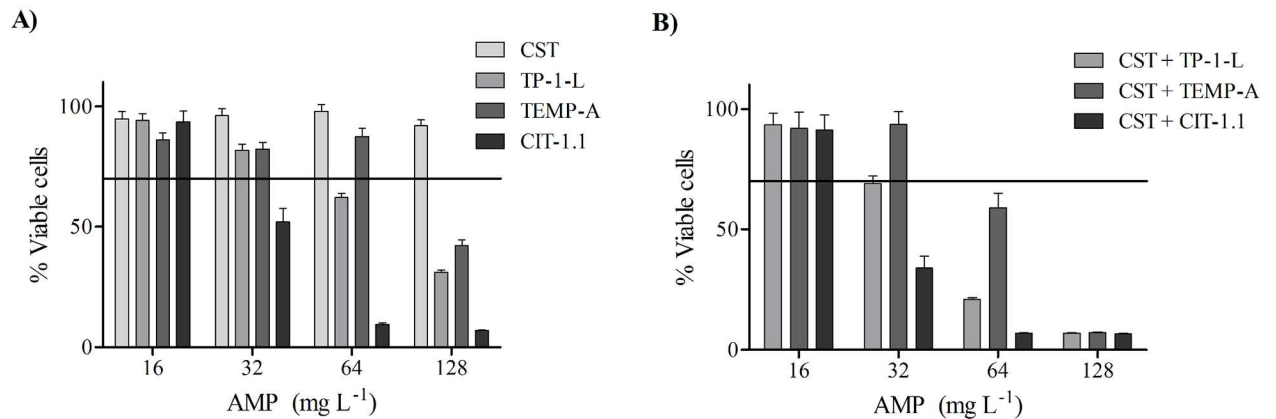 A)
CST
TP-1-L
TEMP-A
CIT-1.1
100
50
0
% Viable cells
16 32 64 128
AMP (mg L⁻¹)
B)
CST + TP-1-L
CST + TEMP-A
CST + CIT-1.1
100
50
0
% Viable cells
16 32 64 128
AMP (mg L⁻¹)